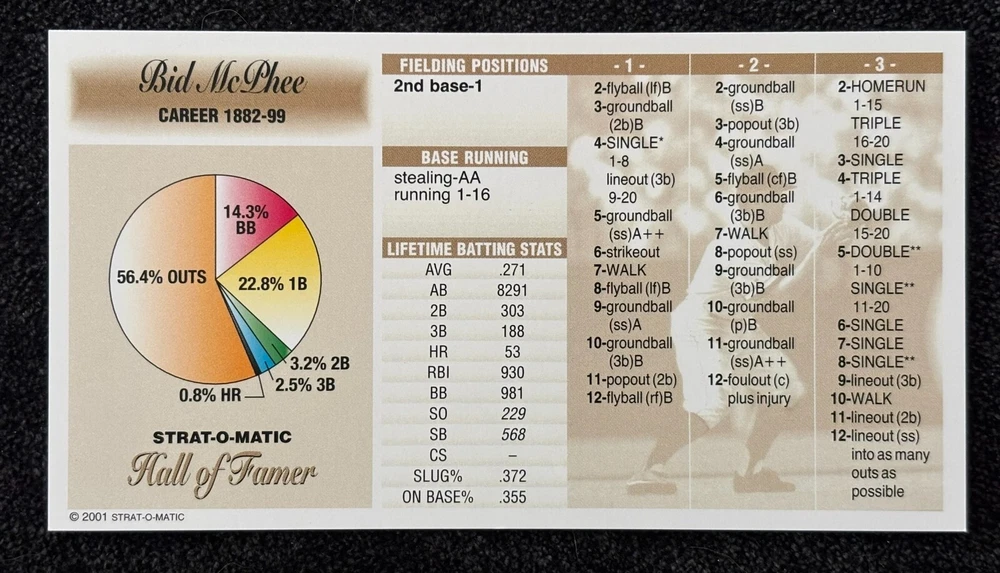 Bid McPhee
CAREER 1882-99
14.3%
BB
56.4% OUTS
22.8% 1B
3.2% 2B
2.5% 3B
0.8% HR
STRAT-O-MATIC
Hall of Famer
© 2001 STRAT-O-MATIC
FIELDING POSITIONS
2nd base-1
BASE RUNNING
stealing-AA
running 1-16
LIFETIME BATTING STATS
AVG .271
AB 8291
2B 303
3B 188
HR 53
RBI 930
BB 981
SO 229
SB 568
CS –
SLUG% .372
ON BASE% .355
- 1 -
2-flyball (lf)B
3-groundball
(2b)B
4-SINGLE*
1-8
lineout (3b)
9-20
5-groundball
(ss)A++
6-strikeout
7-WALK
8-flyball (lf)B
9-groundball
(ss)A
10-groundball
(3b)B
11-popout (2b)
12-flyball (rf)B
- 2 -
2-groundball
(ss)B
3-popout (3b)
4-groundball
(ss)A
5-flyball (cf)B
6-groundball
(3b)B
7-WALK
8-popout (ss)
9-groundball
(3b)B
10-groundball
(p)B
11-groundball
(ss)A++
12-foulout (c)
plus injury
- 3 -
2-HOMERUN
1-15
TRIPLE
16-20
3-SINGLE
4-TRIPLE
1-14
DOUBLE
15-20
5-DOUBLE**
1-10
SINGLE**
11-20
6-SINGLE
7-SINGLE
8-SINGLE**
9-lineout (3b)
10-WALK
11-lineout (2b)
12-lineout (ss)
into as many
outs as
possible